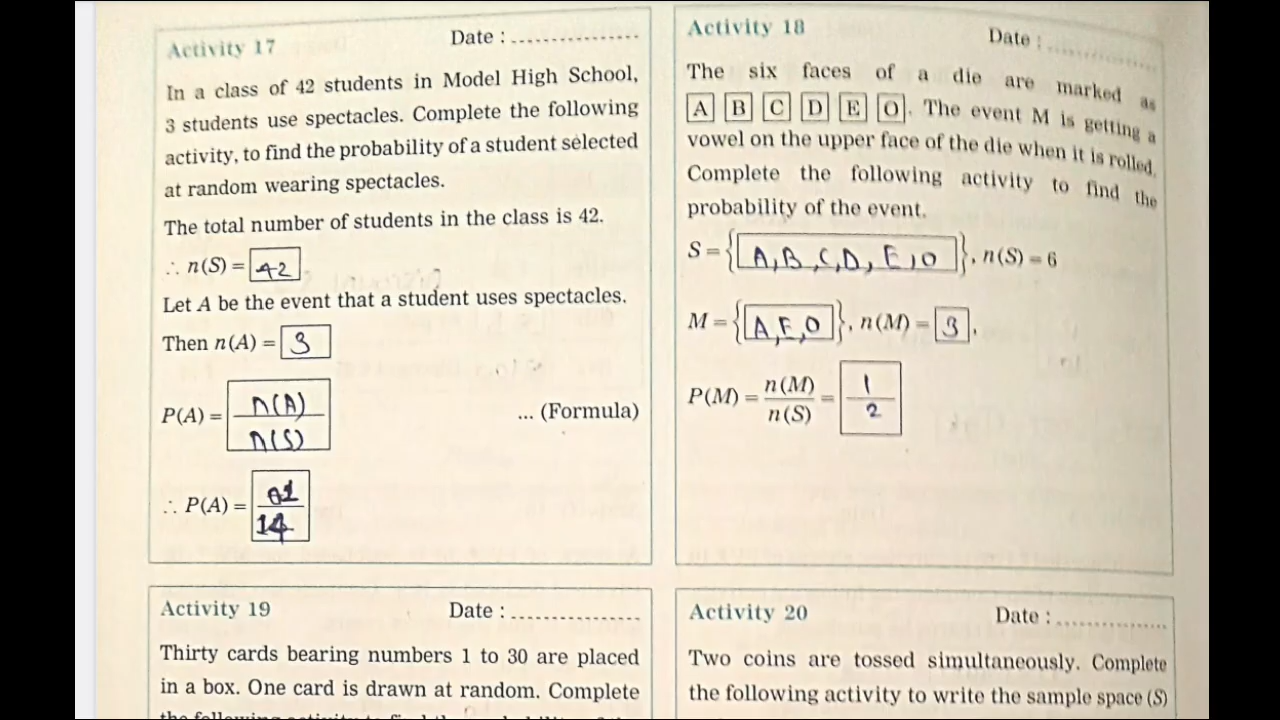 Activity 17
Date : ....................
In a class of 42 students in Model High School,
3 students use spectacles. Complete the following
activity, to find the probability of a student selected
at random wearing spectacles.
The total number of students in the class is 42.
∴ n(S) = 42
Let A be the event that a student uses spectacles.
Then n(A) = 3
P(A) = n(A)
n(S)
... (Formula)
∴ P(A) =
14
Activity 18
Date : ....................
The six faces of a die are marked as
A B C D E O. The event M is getting a
vowel on the upper face of the die when it is rolled.
Complete the following activity to find the
probability of the event.
S = { A, B, C, D, E, O }, n(S) = 6
M = { A, E, O }, n(M) = 3.
P(M) = n(M) / n(S) = 1 / 2
Activity 19
Date : ....................
Thirty cards bearing numbers 1 to 30 are placed
in a box. One card is drawn at random. Complete
the following activity to find the
Activity 20
Date : ....................
Two coins are tossed simultaneously. Complete
the following activity to write the sample space (S)